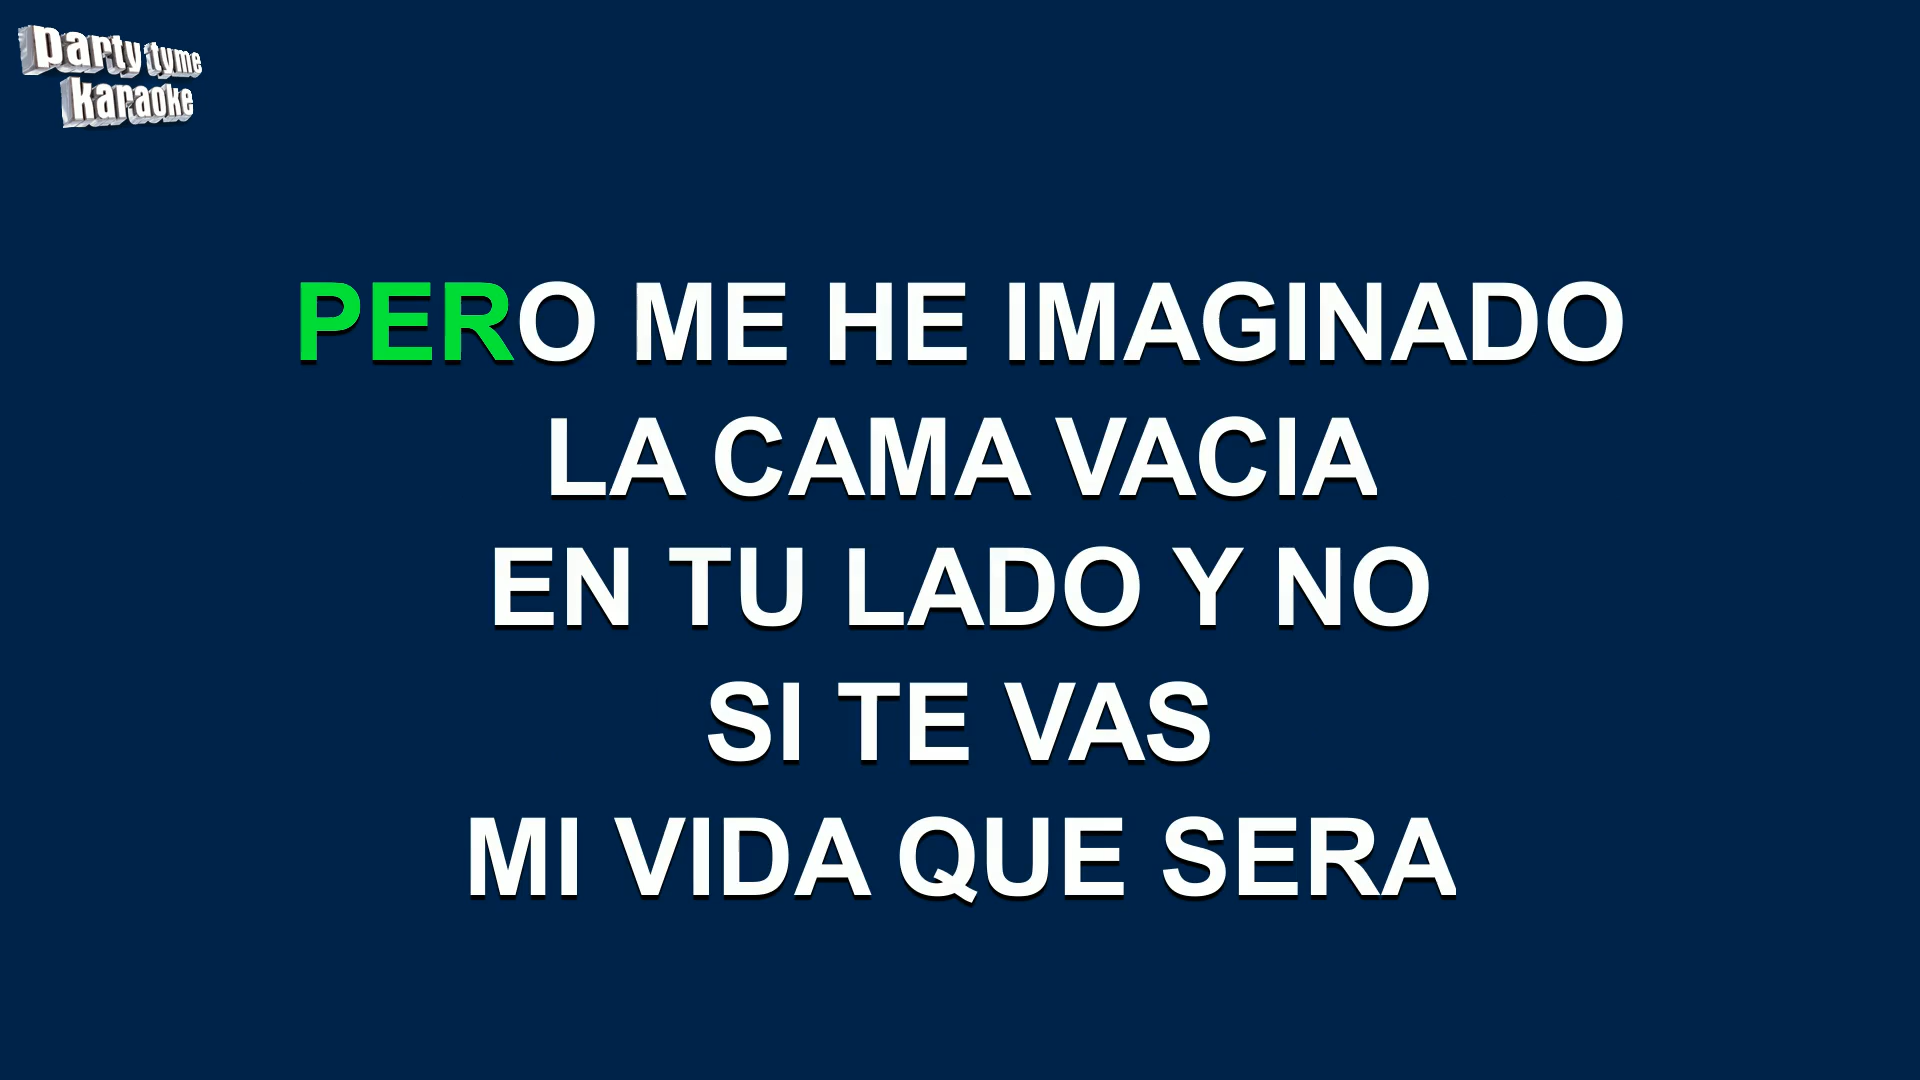 party tyme
karaoke
PERO ME HE IMAGINADO
LA CAMA VACIA
EN TU LADO Y NO
SI TE VAS
MI VIDA QUE SERA